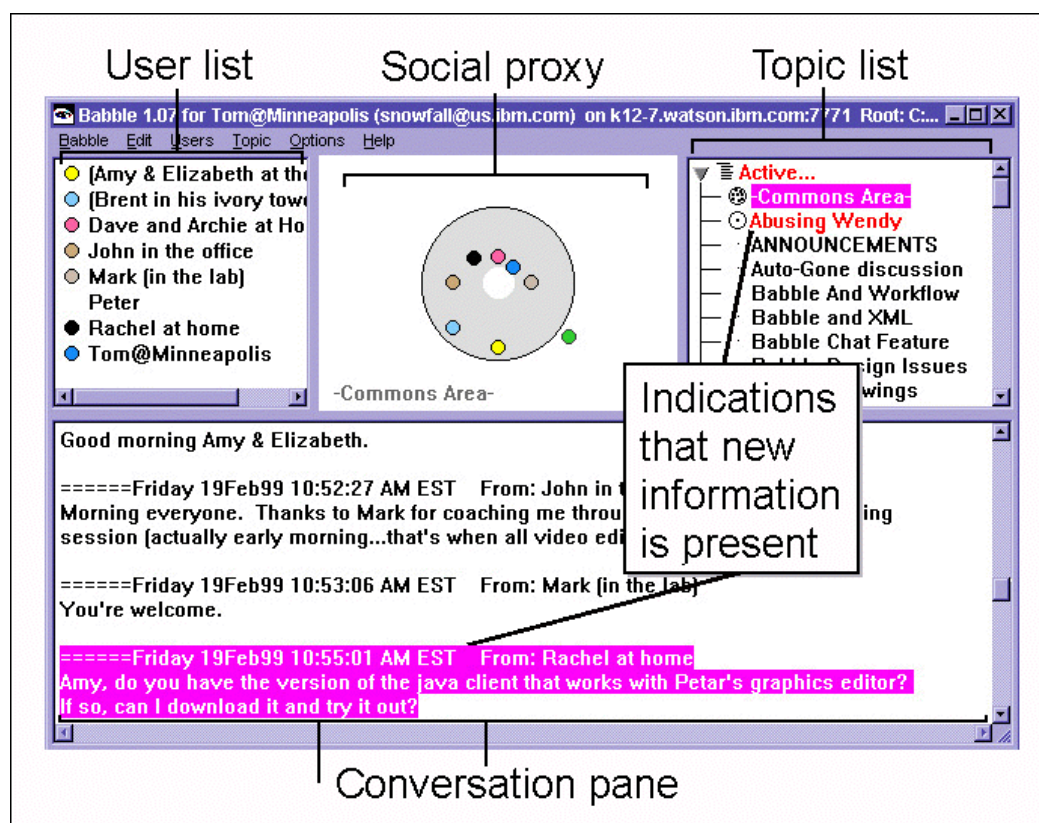 User list
Social proxy
Topic list
Babble 1.07 for Tom@Minneapolis (snowfall@us.ibm.com) on k12-7.watson.ibm.com:7771 Root: C:...
Babble Edit Users Topic Options Help
(Amy & Elizabeth at the
(Brent in his ivory towe
Dave and Archie at Ho
John in the office
Mark (in the lab)
Peter
Rachel at home
Tom@Minneapolis
-Commons Area-
Active...
-Commons Area-
Abusing Wendy
ANNOUNCEMENTS
Auto-Gone discussion
Babble And Workflow
Babble and XML
Babble Chat Feature
sign Issues
wings
Indications
that new
information
is present
Good morning Amy & Elizabeth.
======Friday 19Feb99 10:52:27 AM EST From: John in t
Morning everyone. Thanks to Mark for coaching me throu ing
session (actually early morning...that's when all video edi
======Friday 19Feb99 10:53:06 AM EST From: Mark (in the lab)
You're welcome.
======Friday 19Feb99 10:55:01 AM EST From: Rachel at home
Amy, do you have the version of the java client that works with Petar's graphics editor?
If so, can I download it and try it out?
Conversation pane